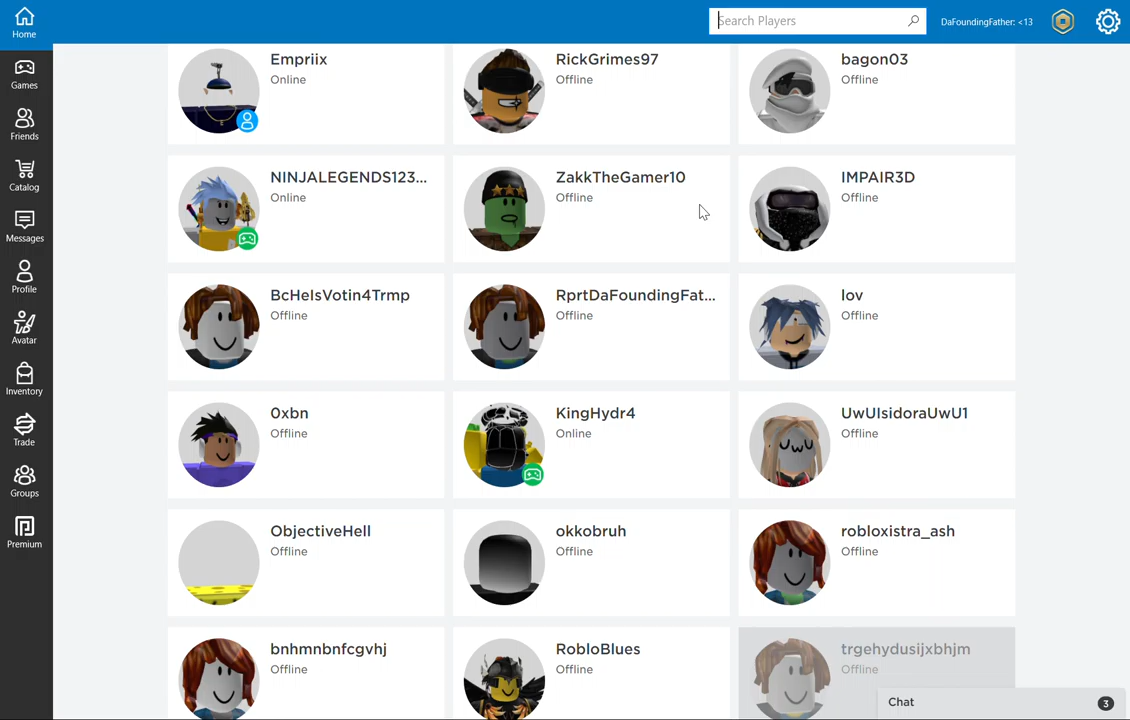 Home
Search Players
DaFoundingFather: <13
Games
Friends
Catalog
Messages
Profile
Avatar
Inventory
Trade
Groups
Premium
Empriix
Online
RickGrimes97
Offline
bagon03
Offline
NINJALEGENDS123...
Online
ZakkTheGamer10
Offline
IMPAIR3D
Offline
BcHeIsVotin4Trmp
Offline
RprtDaFoundingFat...
Offline
lov
Offline
0xbn
Offline
KingHydr4
Online
UwUIsidoraUwU1
Offline
UwU
ObjectiveHell
Offline
okkobruh
Offline
robloxistra_ash
Offline
bnhmnbnfcgvhj
Offline
RobloBlues
Offline
trgehydusijxbhjm
Offline
Chat
3